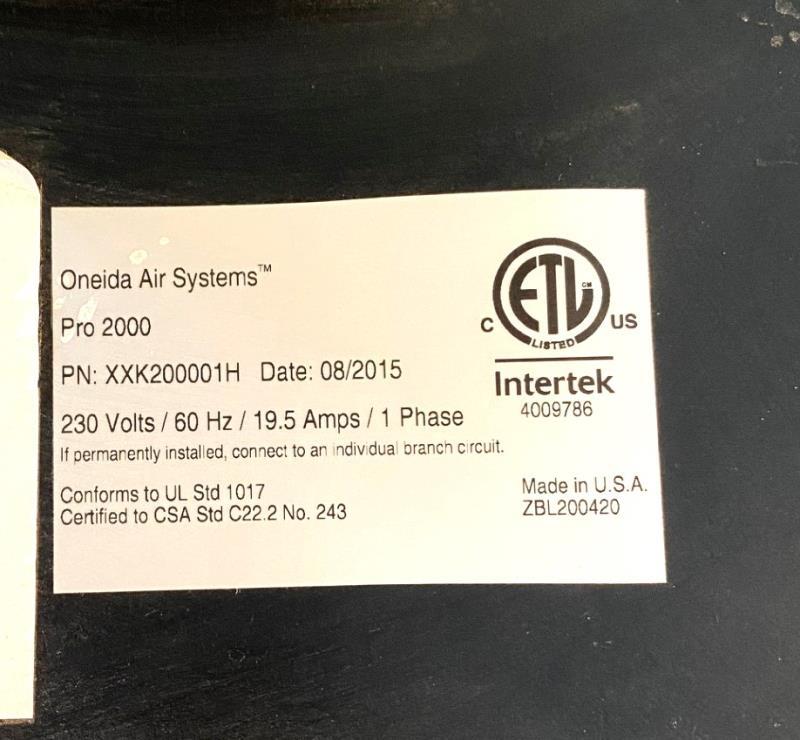 Oneida Air Systems™
Pro 2000
PN: XXK200001H Date: 08/2015
230 Volts / 60 Hz / 19.5 Amps / 1 Phase
If permanently installed, connect to an individual branch circuit.
Conforms to UL Std 1017
Certified to CSA Std C22.2 No. 243
ETL CM
C US
LISTED
Intertek
4009786
Made in U.S.A.
ZBL200420